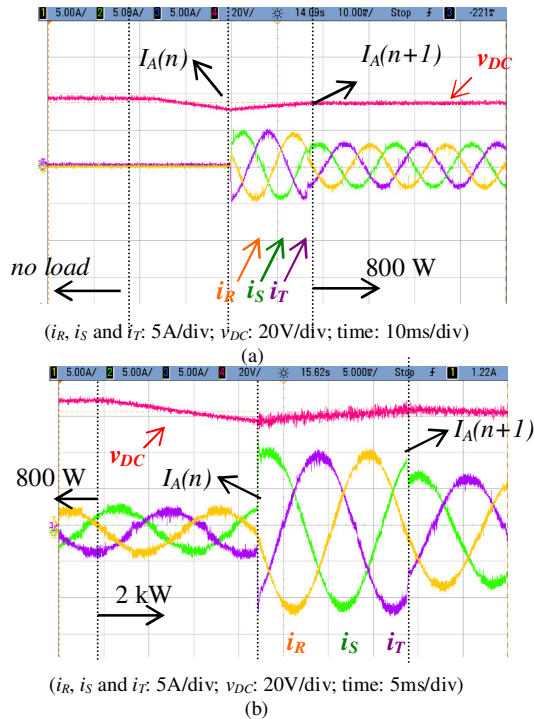 1 5.00A/ 2 5.00A/ 3 5.00A/ 4 20V/ 14.09s 10.00m/ Stop 3 -221m
I_A(n)
I_A(n+1)
v_DC
no load
800 W
i_R i_S i_T
(i_R, i_S and i_T: 5A/div; v_DC: 20V/div; time: 10ms/div)
(a)
1 5.00A/ 2 5.00A/ 3 5.00A/ 4 20V/ 15.62s 5.000m/ Stop 1 1.22A
v_DC
I_A(n+1)
800 W
I_A(n)
2 kW
i_R i_S i_T
(i_R, i_S and i_T: 5A/div; v_DC: 20V/div; time: 5ms/div)
(b)